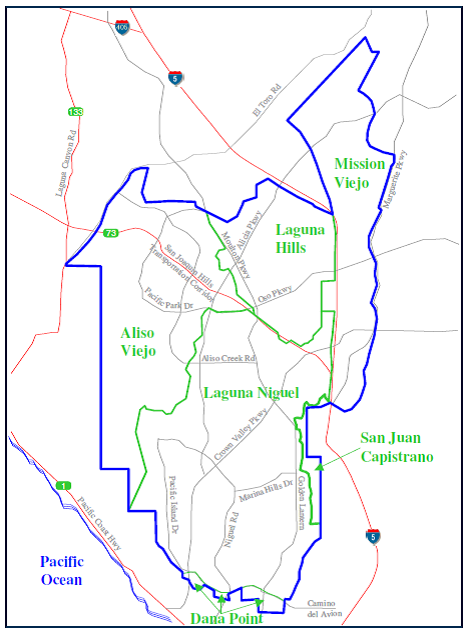 405
5
El Toro Rd
133
Laguna Canyon Rd
Mission
Viejo
Marguerite Pkwy
Alicia Pkwy
Moulton Pkwy
Laguna
Hills
73
San Joaquin Hills
Transportation Corridor
Oso Pkwy
Pacific Park Dr
Aliso
Viejo
Aliso Creek Rd
Laguna Niguel
Crown Valley Pkwy
San Juan
Capistrano
Pacific Island Dr
Marina Hills Dr
Golden Lantern
1
Pacific Coast Hwy
Niguel Rd
5
Pacific
Ocean
Camino
del Avion
Dana Point